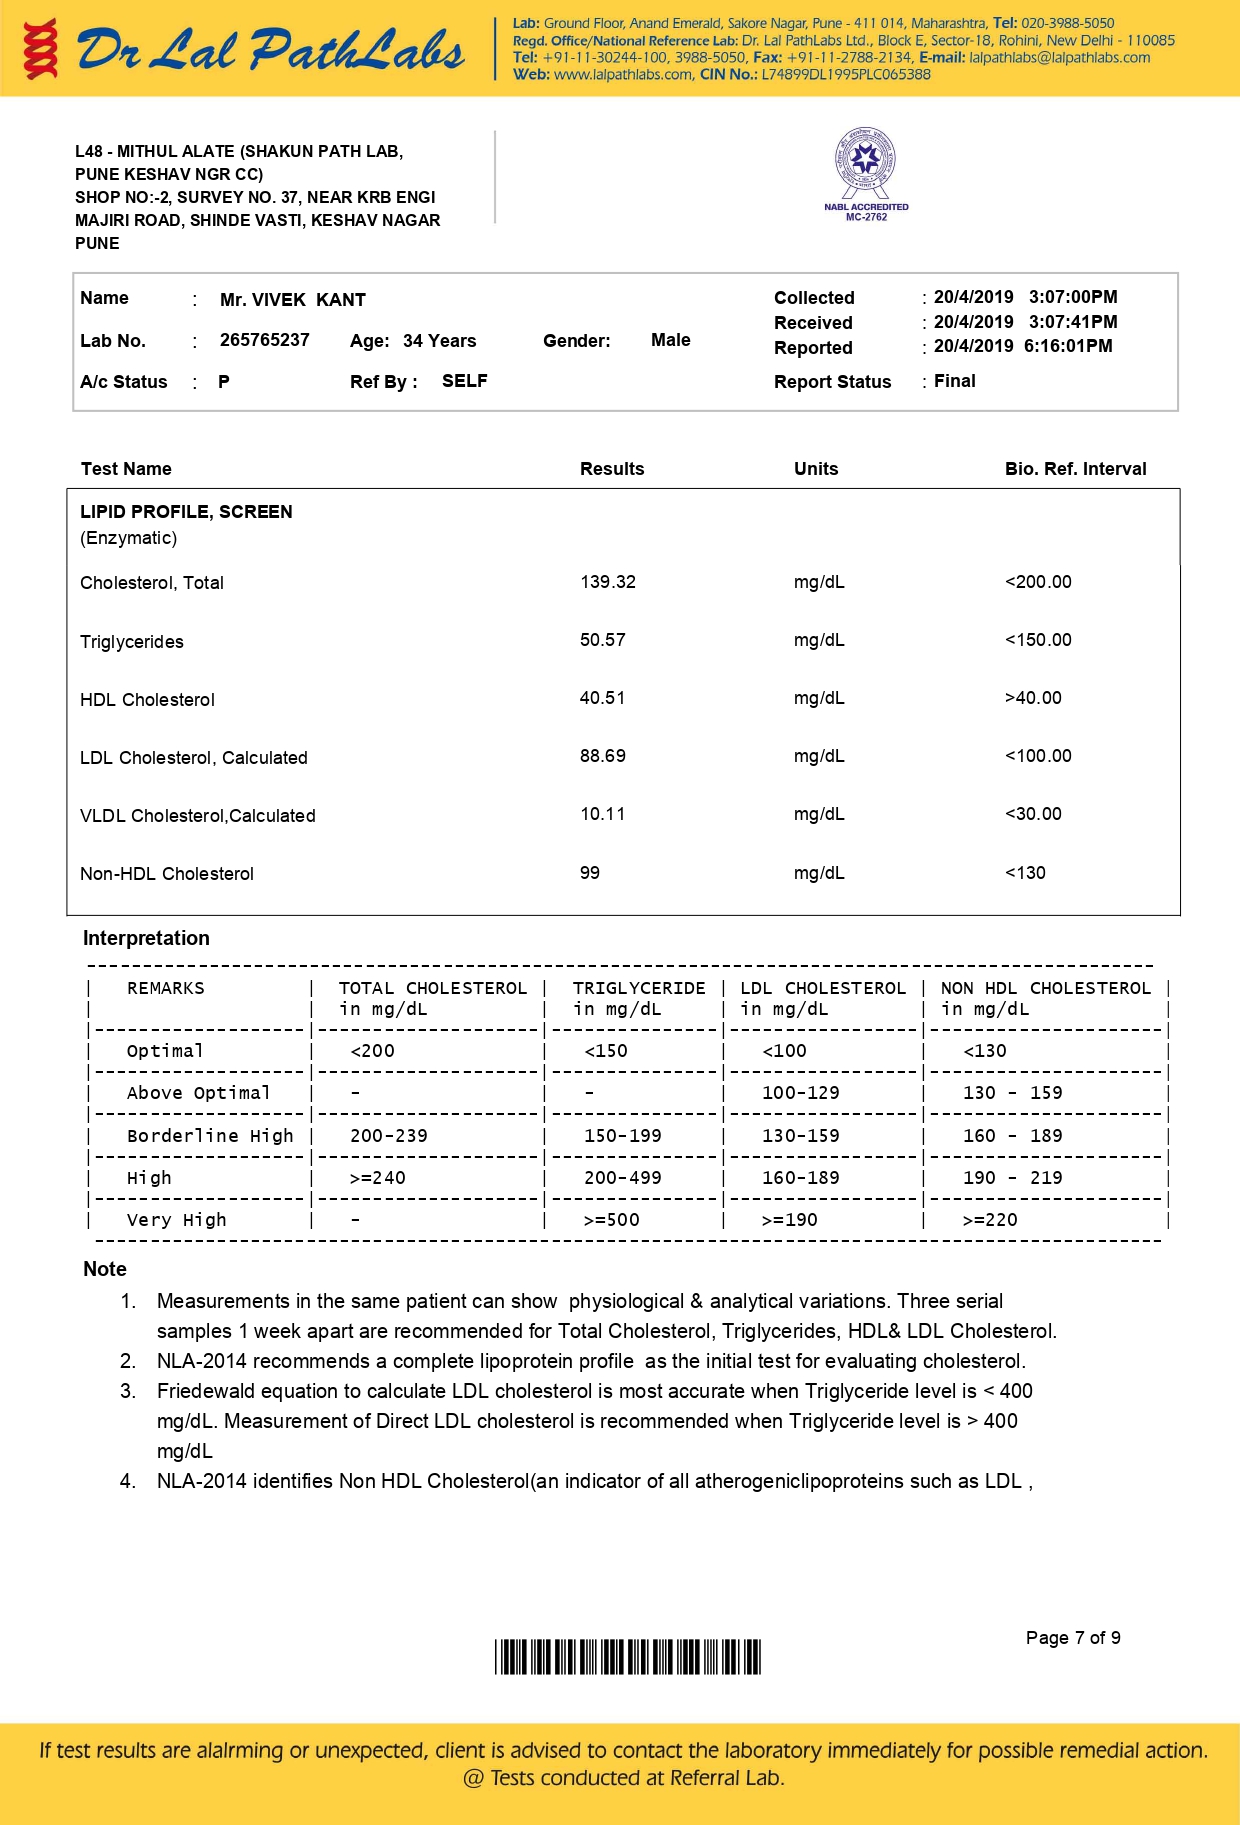 Dr Lal PathLabs
Lab: Ground Floor, Anand Emerald, Sakore Nagar, Pune - 411 014, Maharashtra, Tel: 020-3988-5050
Regd. Office/National Reference Lab: Dr. Lal PathLabs Ltd., Block E, Sector-18, Rohini, New Delhi - 110085
Tel: +91-11-30244-100, 3988-5050, Fax: +91-11-2788-2134, E-mail: lalpathlabs@lalpathlabs.com
Web: www.lalpathlabs.com, CIN No.: L74899DL1995PLC065388
L48 - MITHUL ALATE (SHAKUN PATH LAB,
PUNE KESHAV NGR CC)
SHOP NO:-2, SURVEY NO. 37, NEAR KRB ENGI
MAJIRI ROAD, SHINDE VASTI, KESHAV NAGAR
PUNE
NABL ACCREDITED
MC-2762
Name : Mr. VIVEK KANT Collected : 20/4/2019 3:07:00PM
Received : 20/4/2019 3:07:41PM
Lab No. : 265765237 Age: 34 Years Gender: Male Reported : 20/4/2019 6:16:01PM
A/c Status : P Ref By : SELF Report Status : Final
Test Name Results Units Bio. Ref. Interval
LIPID PROFILE, SCREEN
(Enzymatic)
Cholesterol, Total 139.32 mg/dL <200.00
Triglycerides 50.57 mg/dL <150.00
HDL Cholesterol 40.51 mg/dL >40.00
LDL Cholesterol, Calculated 88.69 mg/dL <100.00
VLDL Cholesterol,Calculated 10.11 mg/dL <30.00
Non-HDL Cholesterol 99 mg/dL <130
Interpretation
| REMARKS | TOTAL CHOLESTEROL | TRIGLYCERIDE | LDL CHOLESTEROL | NON HDL CHOLESTEROL |
| | in mg/dL | in mg/dL | in mg/dL | in mg/dL |
| Optimal | <200 | <150 | <100 | <130 |
| Above Optimal | - | - | 100-129 | 130 - 159 |
| Borderline High | 200-239 | 150-199 | 130-159 | 160 - 189 |
| High | >=240 | 200-499 | 160-189 | 190 - 219 |
| Very High | - | >=500 | >=190 | >=220 |
Note
1. Measurements in the same patient can show physiological & analytical variations. Three serial
samples 1 week apart are recommended for Total Cholesterol, Triglycerides, HDL& LDL Cholesterol.
2. NLA-2014 recommends a complete lipoprotein profile as the initial test for evaluating cholesterol.
3. Friedewald equation to calculate LDL cholesterol is most accurate when Triglyceride level is < 400
mg/dL. Measurement of Direct LDL cholesterol is recommended when Triglyceride level is > 400
mg/dL
4. NLA-2014 identifies Non HDL Cholesterol(an indicator of all atherogeniclipoproteins such as LDL ,
Page 7 of 9
If test results are alalrming or unexpected, client is advised to contact the laboratory immediately for possible remedial action.
@ Tests conducted at Referral Lab.